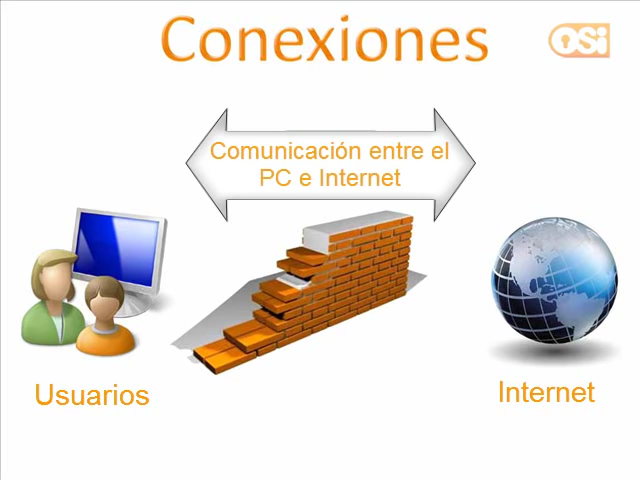 Conexiones
OSi
Comunicación entre el
PC e Internet
Usuarios
Internet